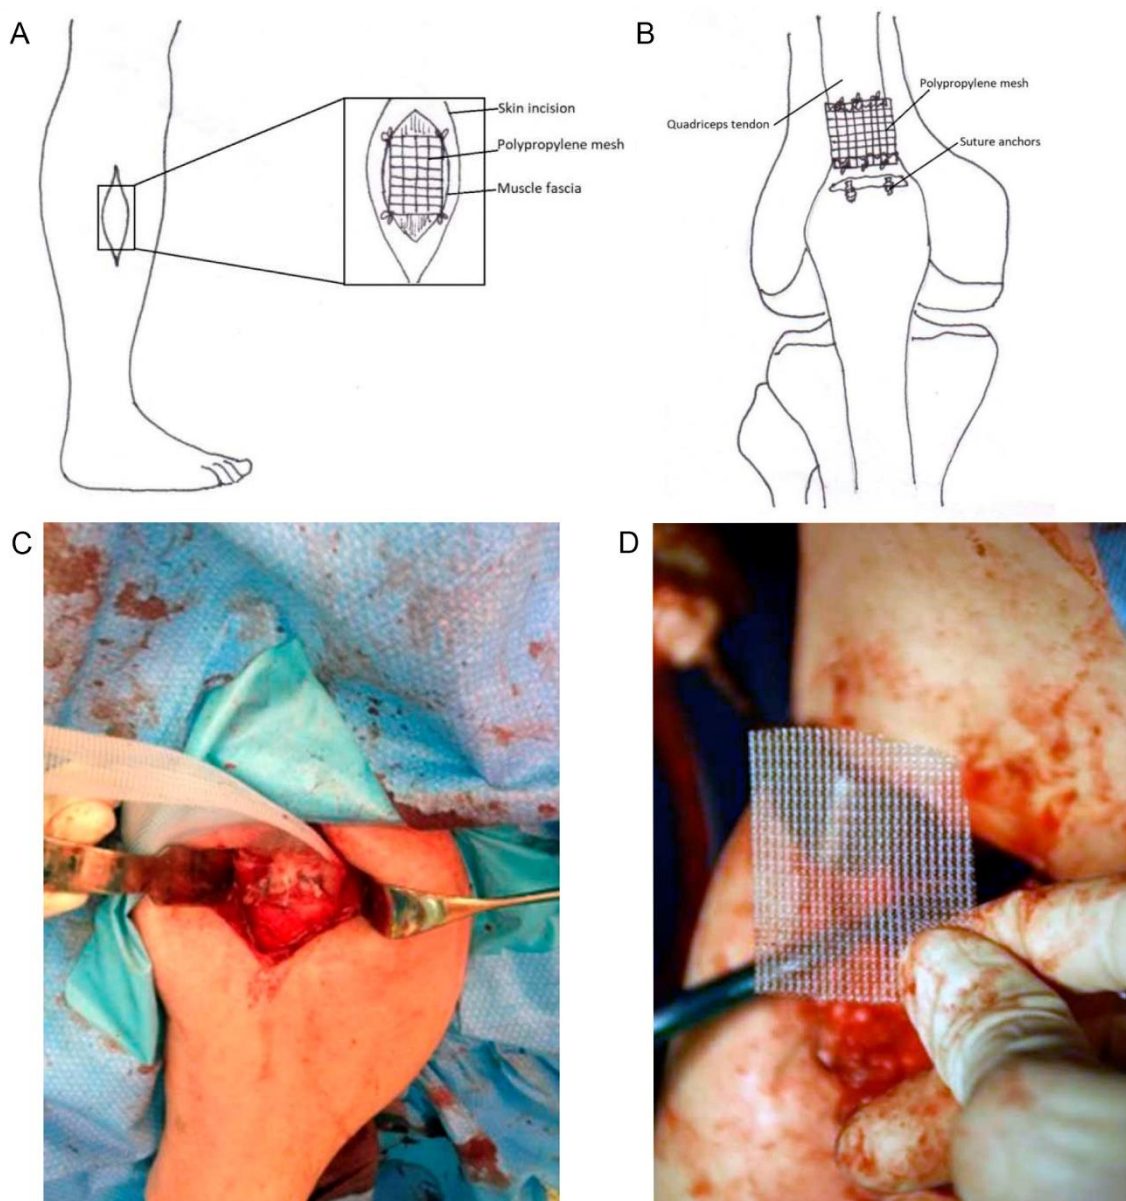 A
Skin incision
Polypropylene mesh
Muscle fascia
B
Polypropylene mesh
Quadriceps tendon
Suture anchors
C
D